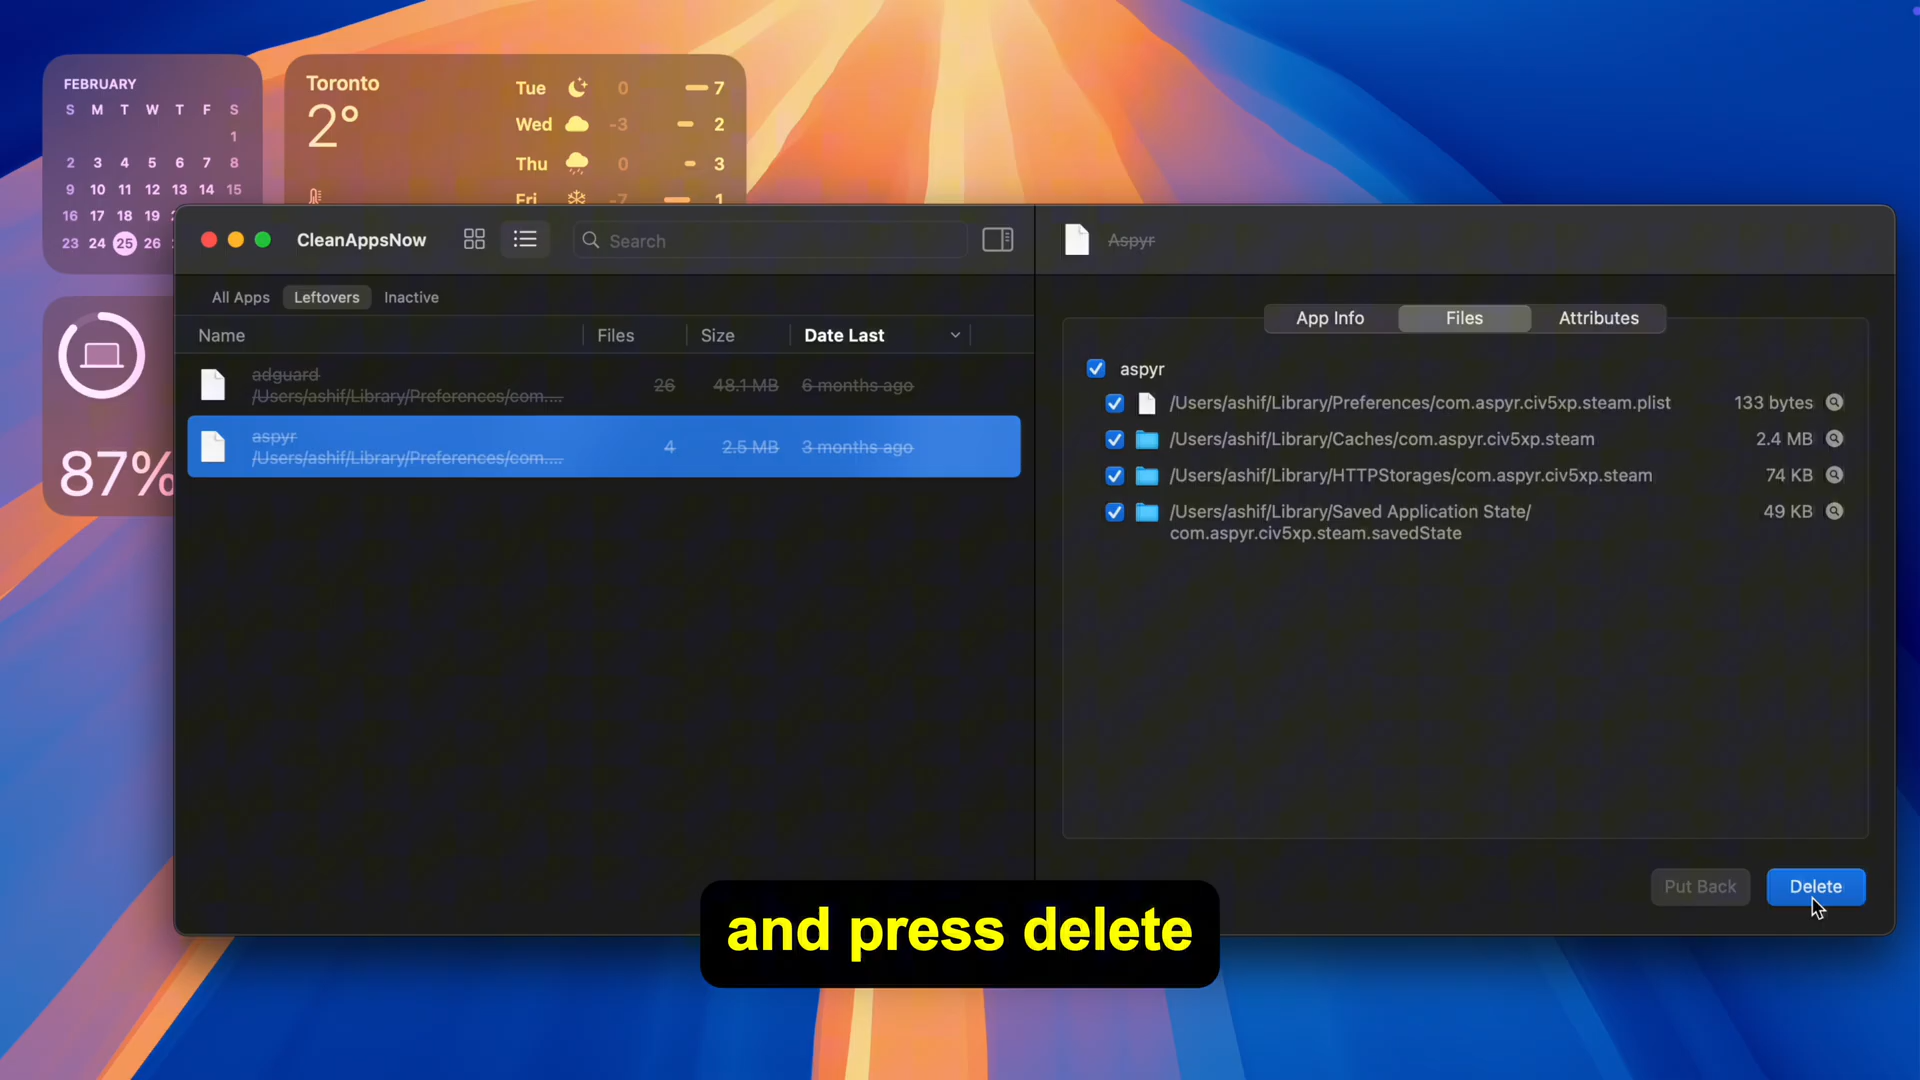 FEBRUARY
S M T W T F S
1
2 3 4 5 6 7 8
9 10 11 12 13 14 15
16 17 18 19
23 24 25 26
Toronto
2°
Tue 0 7
Wed -3 2
Thu 0 3
Fri -7 1
87%
CleanAppsNow
Search
All Apps Leftovers Inactive
Name Files Size Date Last
adguard
/Users/ashif/Library/Preferences/com....
26 48.1 MB 6 months ago
aspyr
/Users/ashif/Library/Preferences/com....
4 2.5 MB 3 months ago
Aspyr
App Info Files Attributes
aspyr
/Users/ashif/Library/Preferences/com.aspyr.civ5xp.steam.plist 133 bytes
/Users/ashif/Library/Caches/com.aspyr.civ5xp.steam 2.4 MB
/Users/ashif/Library/HTTPStorages/com.aspyr.civ5xp.steam 74 KB
/Users/ashif/Library/Saved Application State/ 49 KB
com.aspyr.civ5xp.steam.savedState
Put Back Delete
and press delete